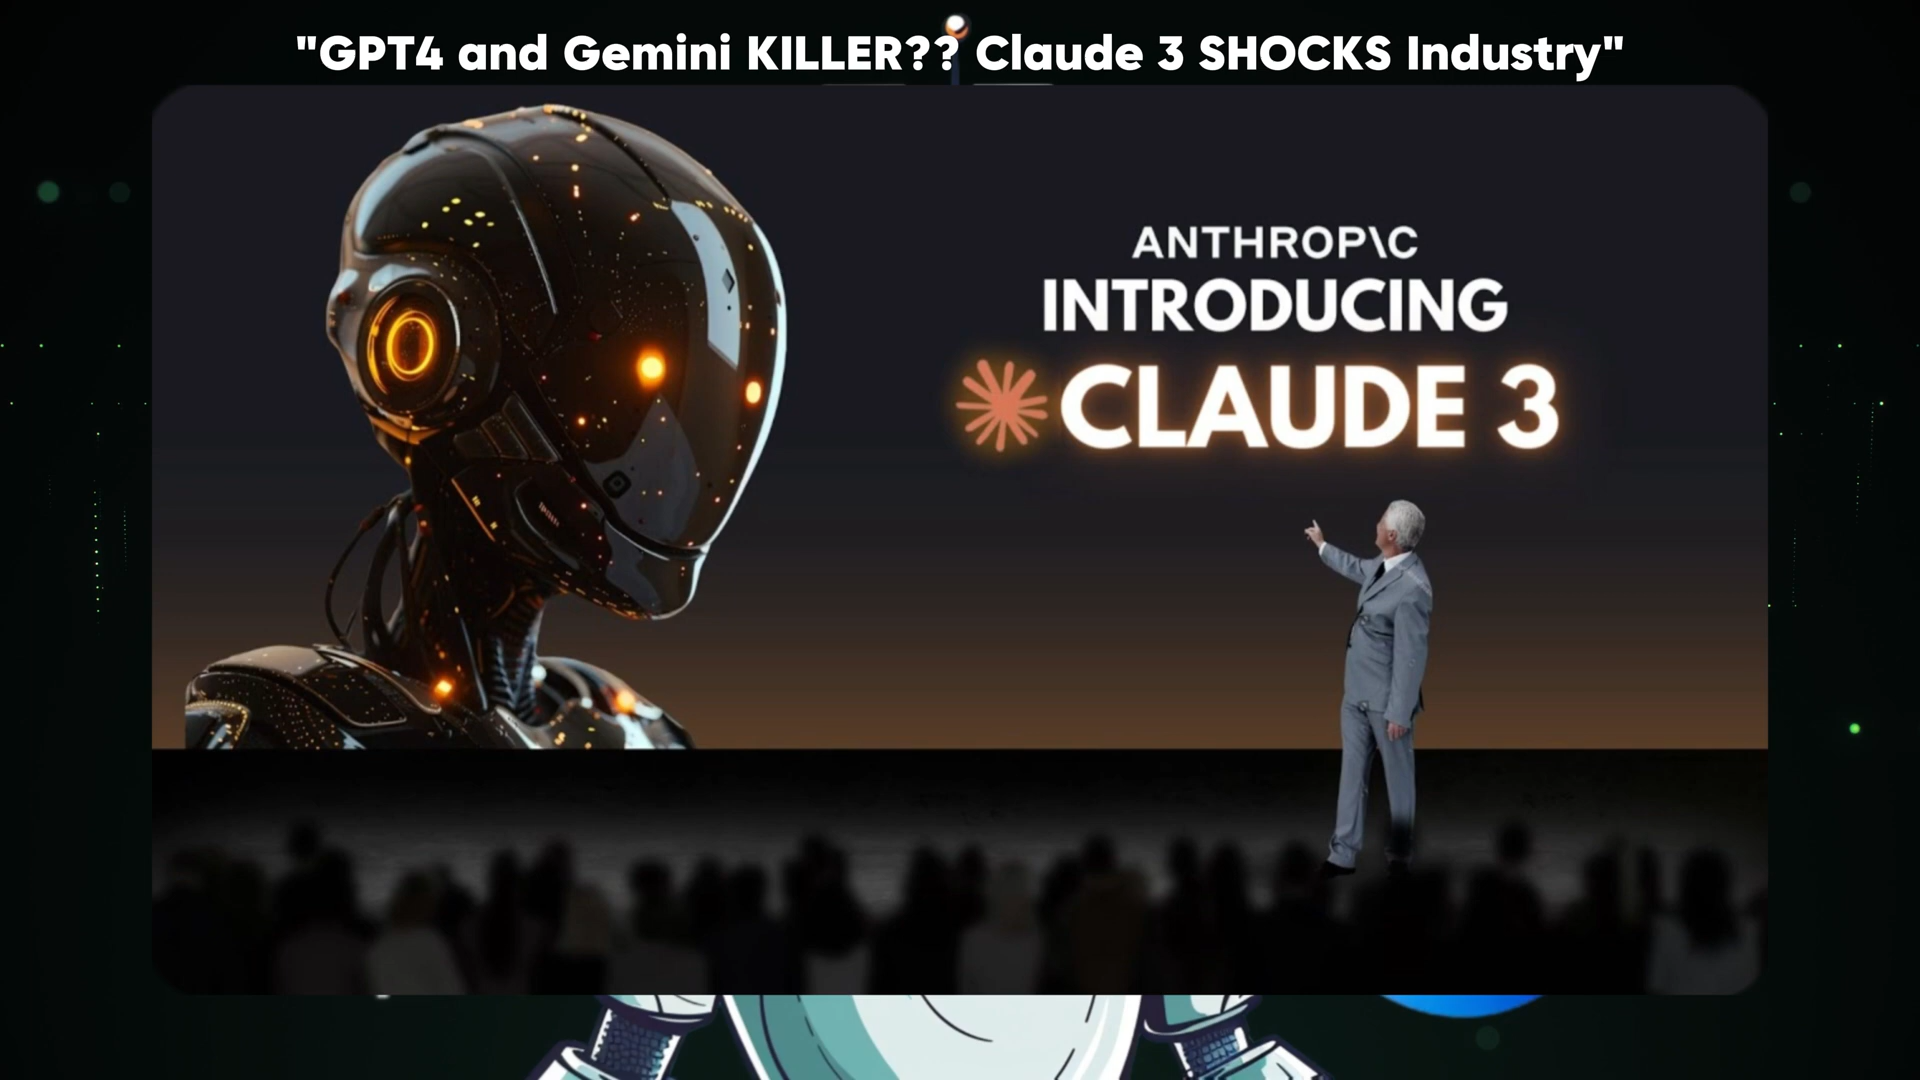 "GPT4 and Gemini KILLER?? Claude 3 SHOCKS Industry"
ANTHROP\C
INTRODUCING
CLAUDE 3